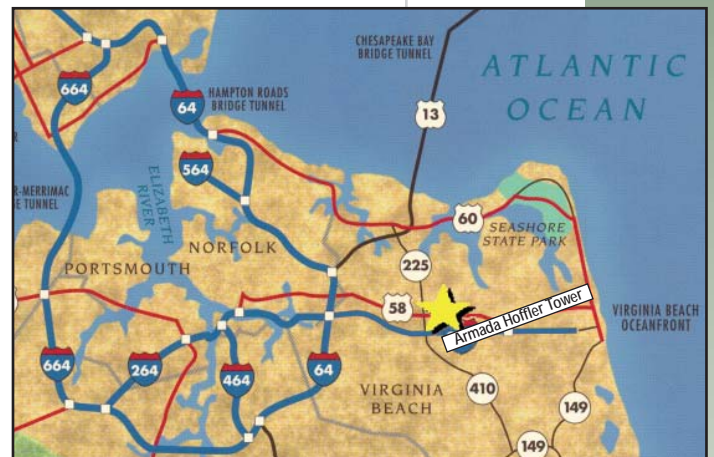 CHESAPEAKE BAY
BRIDGE TUNNEL
ATLANTIC
OCEAN
664
64
HAMPTON ROADS
BRIDGE TUNNEL
13
564
R-MERRIMAC
E TUNNEL
ELIZABETH
RIVER
NORFOLK
60
SEASHORE
STATE PARK
PORTSMOUTH
225
58
Armada Hoffler Tower
VIRGINIA BEACH
OCEANFRONT
664
264
464
64
VIRGINIA
BEACH
410
149
149